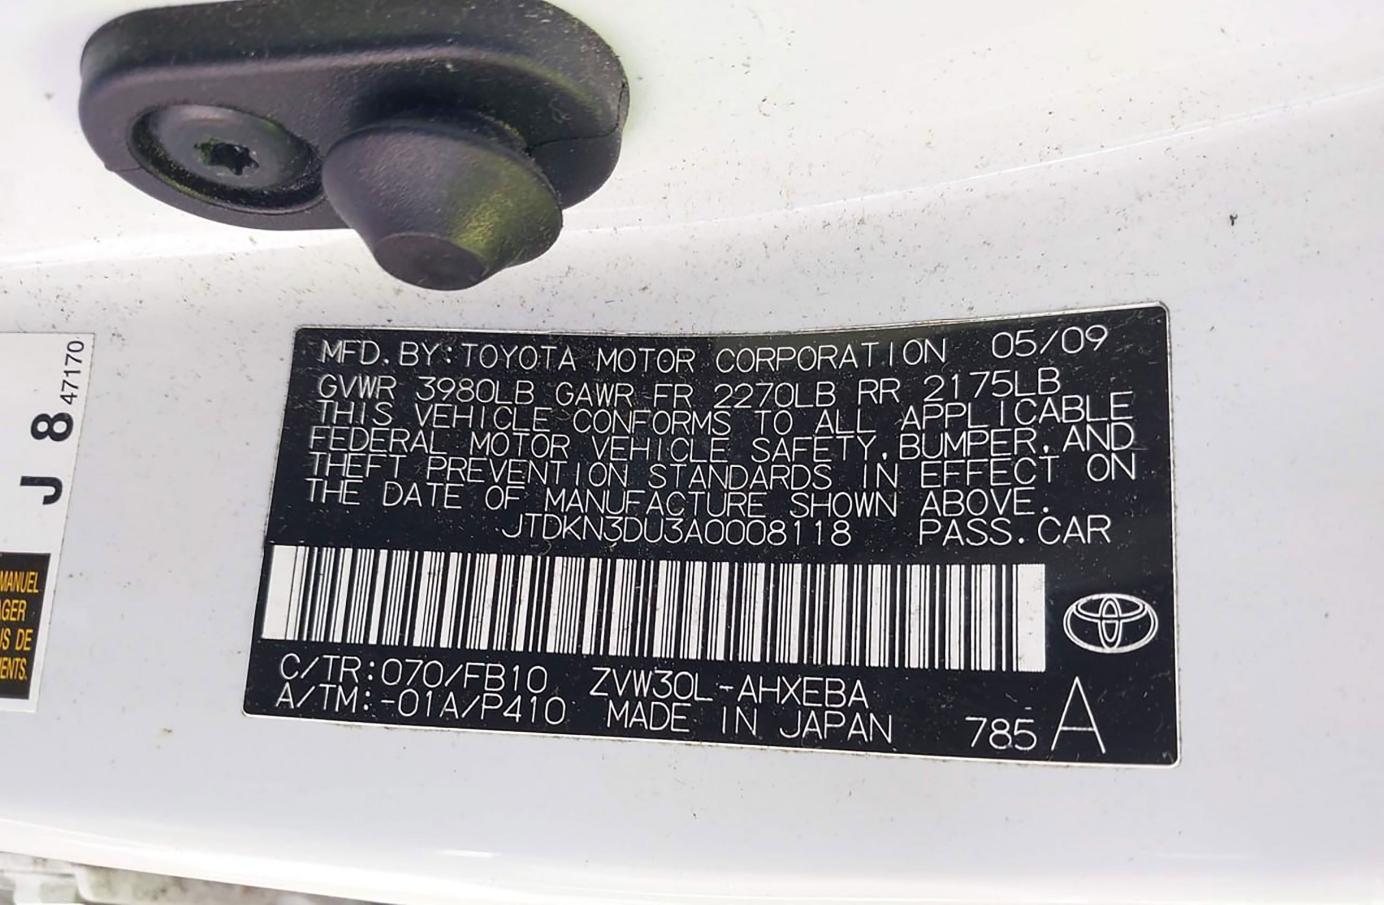 MFD. BY: TOYOTA MOTOR CORPORATION 05/09
GVWR 3980LB GAWR FR 2270LB RR 2175LB
THIS VEHICLE CONFORMS TO ALL APPLICABLE
FEDERAL MOTOR VEHICLE SAFETY, BUMPER, AND
THEFT PREVENTION STANDARDS IN EFFECT ON
THE DATE OF MANUFACTURE SHOWN ABOVE.
JTDKN3DU3A0008118 PASS. CAR
C/TR: 070/FB10 ZVW30L-AHXEBA
A/TM: -01A/P410 MADE IN JAPAN 785 A
J 8 47170
MANUEL
AGER
IS DE
ENTS.